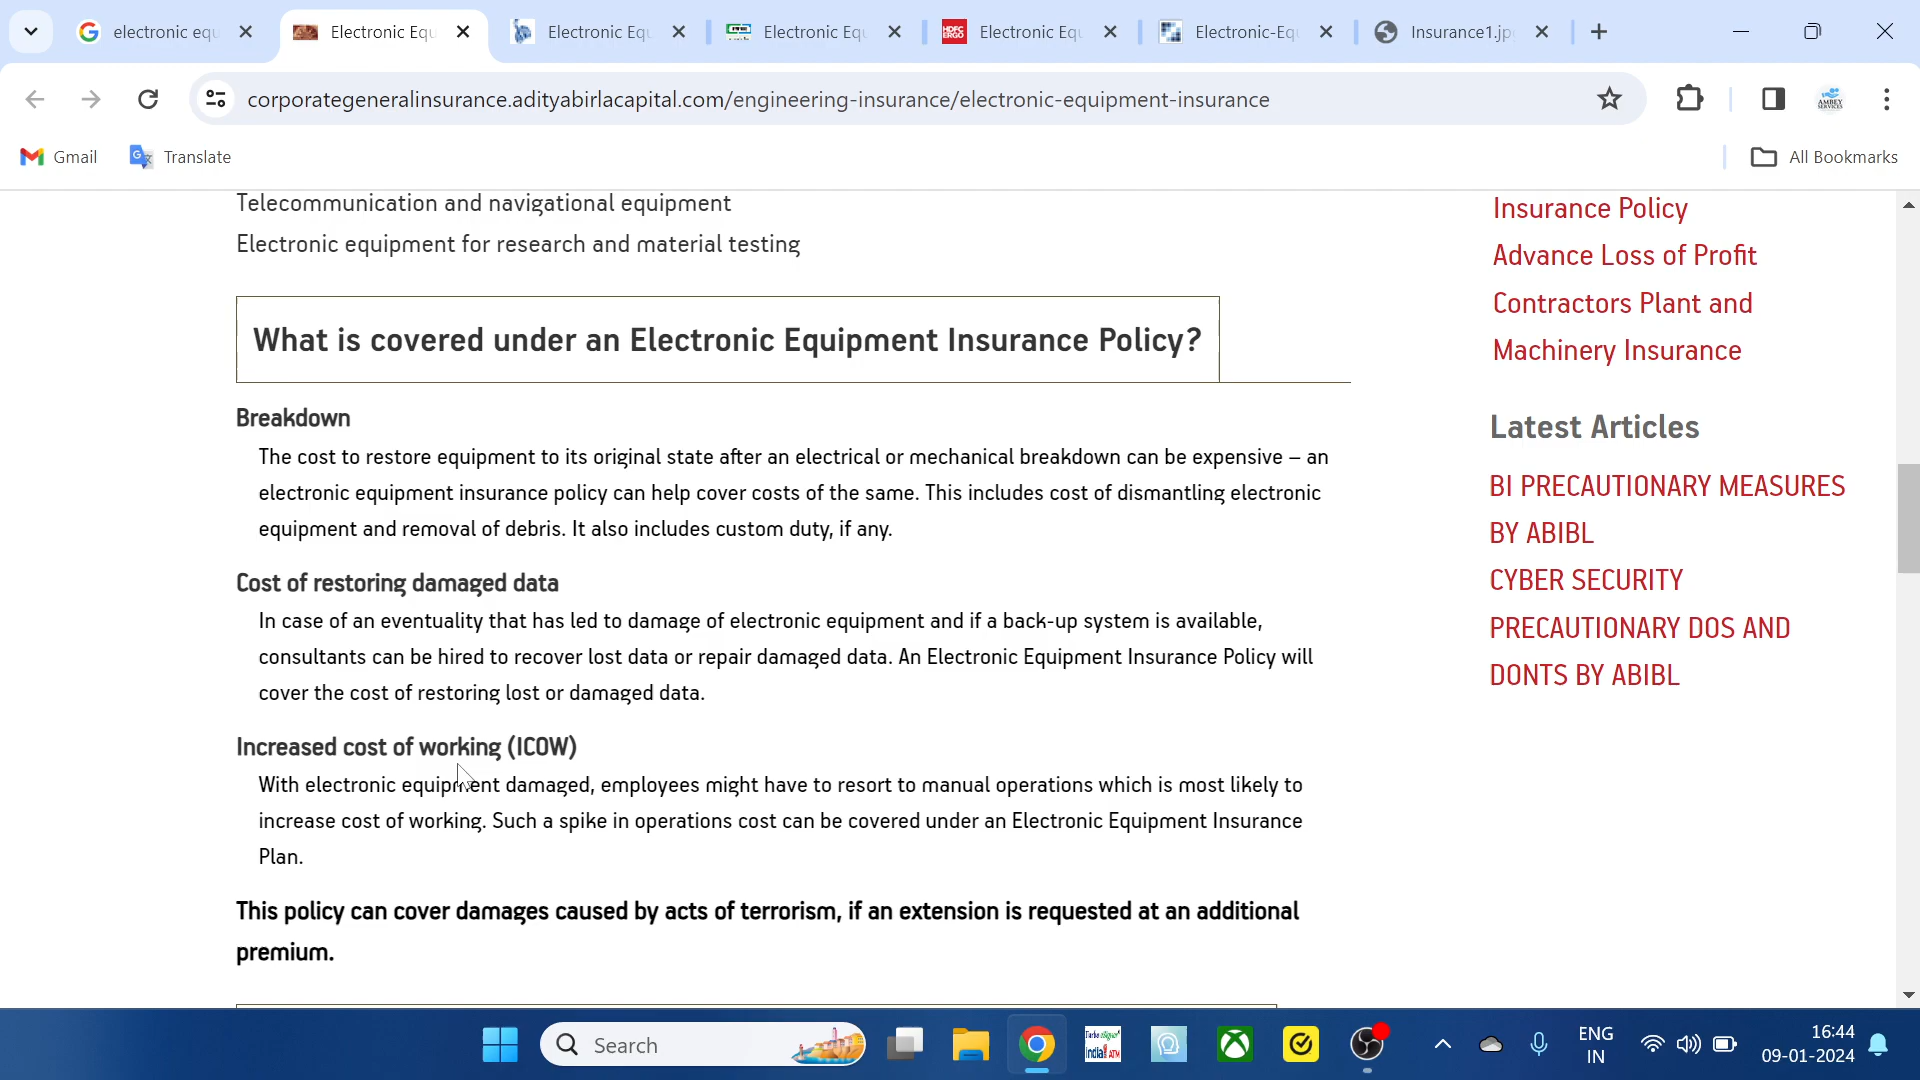 electronic equ
Electronic Equ
Electronic Equ
Electronic Equ
HDFC
ERGO
Electronic Equ
Electronic-Eq
Insurance1.jp
corporategeneralinsurance.adityabirlacapital.com/engineering-insurance/electronic-equipment-insurance
AMBEY
SERVICES
Gmail
Translate
All Bookmarks
Telecommunication and navigational equipment
Electronic equipment for research and material testing
What is covered under an Electronic Equipment Insurance Policy?
Breakdown
The cost to restore equipment to its original state after an electrical or mechanical breakdown can be expensive – an
electronic equipment insurance policy can help cover costs of the same. This includes cost of dismantling electronic
equipment and removal of debris. It also includes custom duty, if any.
Cost of restoring damaged data
In case of an eventuality that has led to damage of electronic equipment and if a back-up system is available,
consultants can be hired to recover lost data or repair damaged data. An Electronic Equipment Insurance Policy will
cover the cost of restoring lost or damaged data.
Increased cost of working (ICOW)
With electronic equipment damaged, employees might have to resort to manual operations which is most likely to
increase cost of working. Such a spike in operations cost can be covered under an Electronic Equipment Insurance
Plan.
This policy can cover damages caused by acts of terrorism, if an extension is requested at an additional
premium.
Insurance Policy
Advance Loss of Profit
Contractors Plant and
Machinery Insurance
Latest Articles
BI PRECAUTIONARY MEASURES
BY ABIBL
CYBER SECURITY
PRECAUTIONARY DOS AND
DONTS BY ABIBL
Search
India ATM
ENG
IN
16:44
09-01-2024